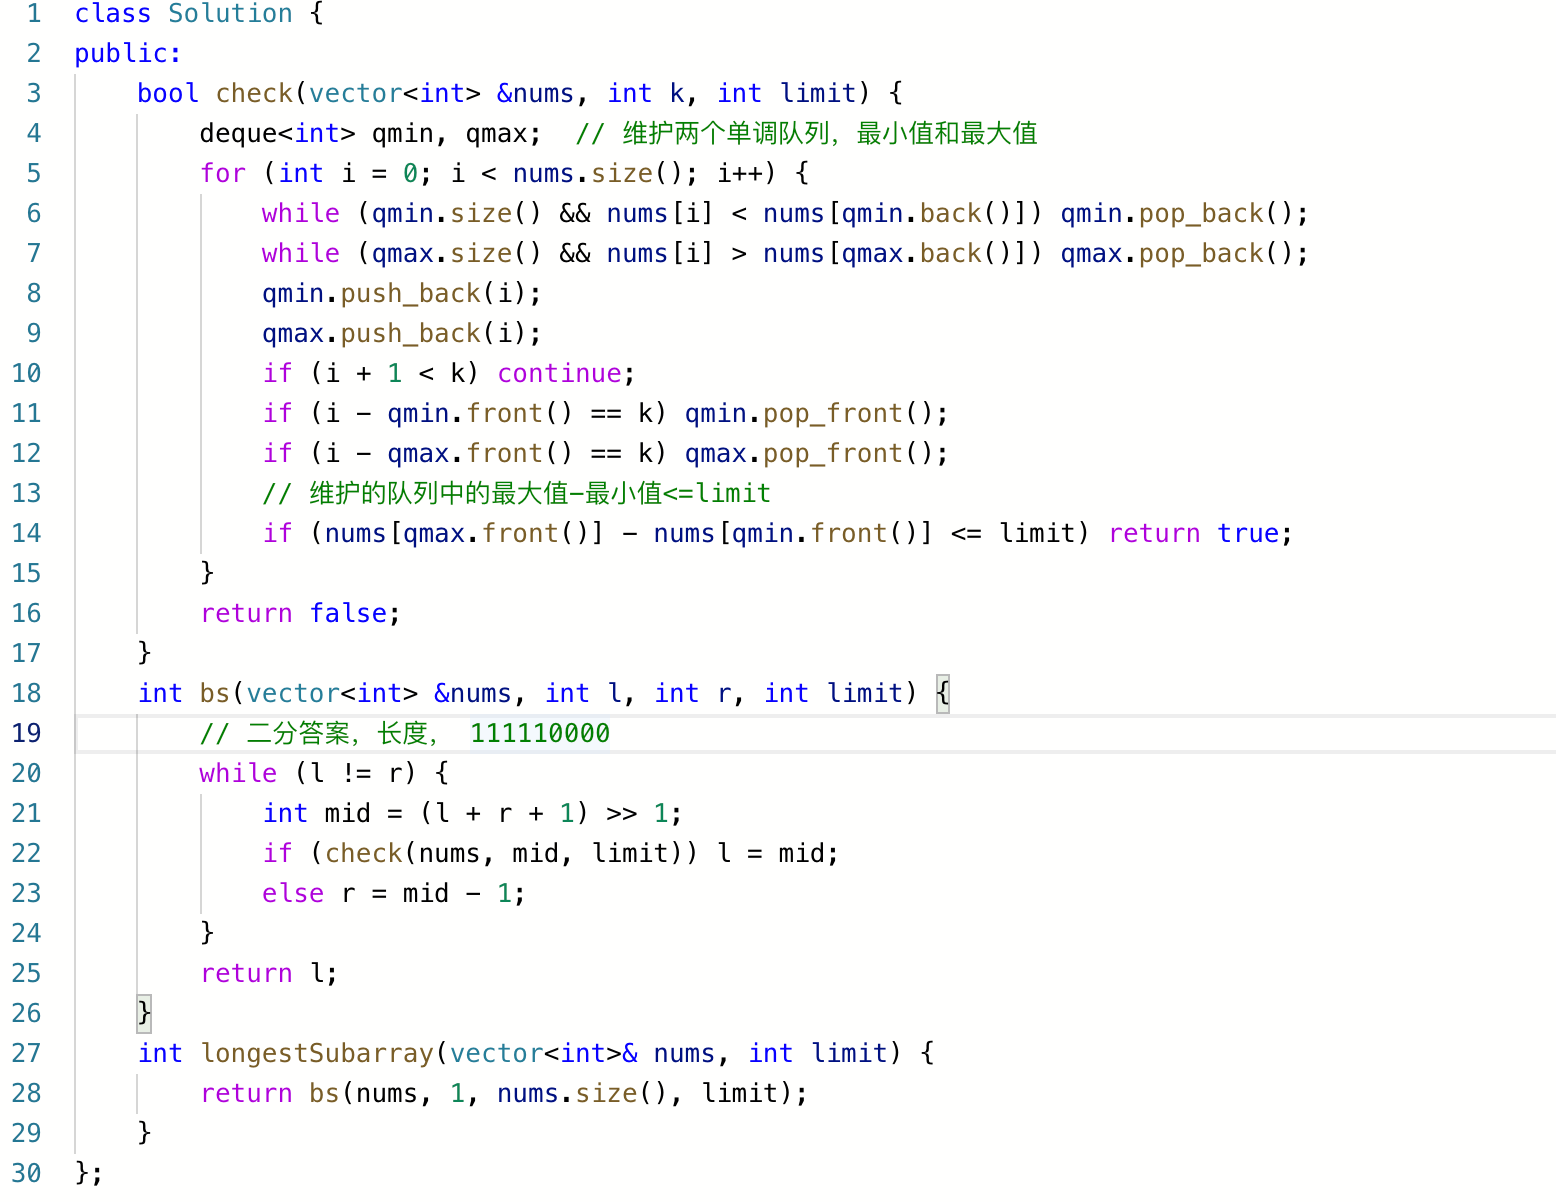 1 class Solution {
2 public:
3     bool check(vector<int> &nums, int k, int limit) {
4         deque<int> qmin, qmax;  // 维护两个单调队列，最小值和最大值
5         for (int i = 0; i < nums.size(); i++) {
6             while (qmin.size() && nums[i] < nums[qmin.back()]) qmin.pop_back();
7             while (qmax.size() && nums[i] > nums[qmax.back()]) qmax.pop_back();
8             qmin.push_back(i);
9             qmax.push_back(i);
10             if (i + 1 < k) continue;
11             if (i - qmin.front() == k) qmin.pop_front();
12             if (i - qmax.front() == k) qmax.pop_front();
13             // 维护的队列中的最大值-最小值<=limit
14             if (nums[qmax.front()] - nums[qmin.front()] <= limit) return true;
15         }
16         return false;
17     }
18     int bs(vector<int> &nums, int l, int r, int limit) {
19         // 二分答案，长度， 111110000
20         while (l != r) {
21             int mid = (l + r + 1) >> 1;
22             if (check(nums, mid, limit)) l = mid;
23             else r = mid - 1;
24         }
25         return l;
26     }
27     int longestSubarray(vector<int>& nums, int limit) {
28         return bs(nums, 1, nums.size(), limit);
29     }
30 };